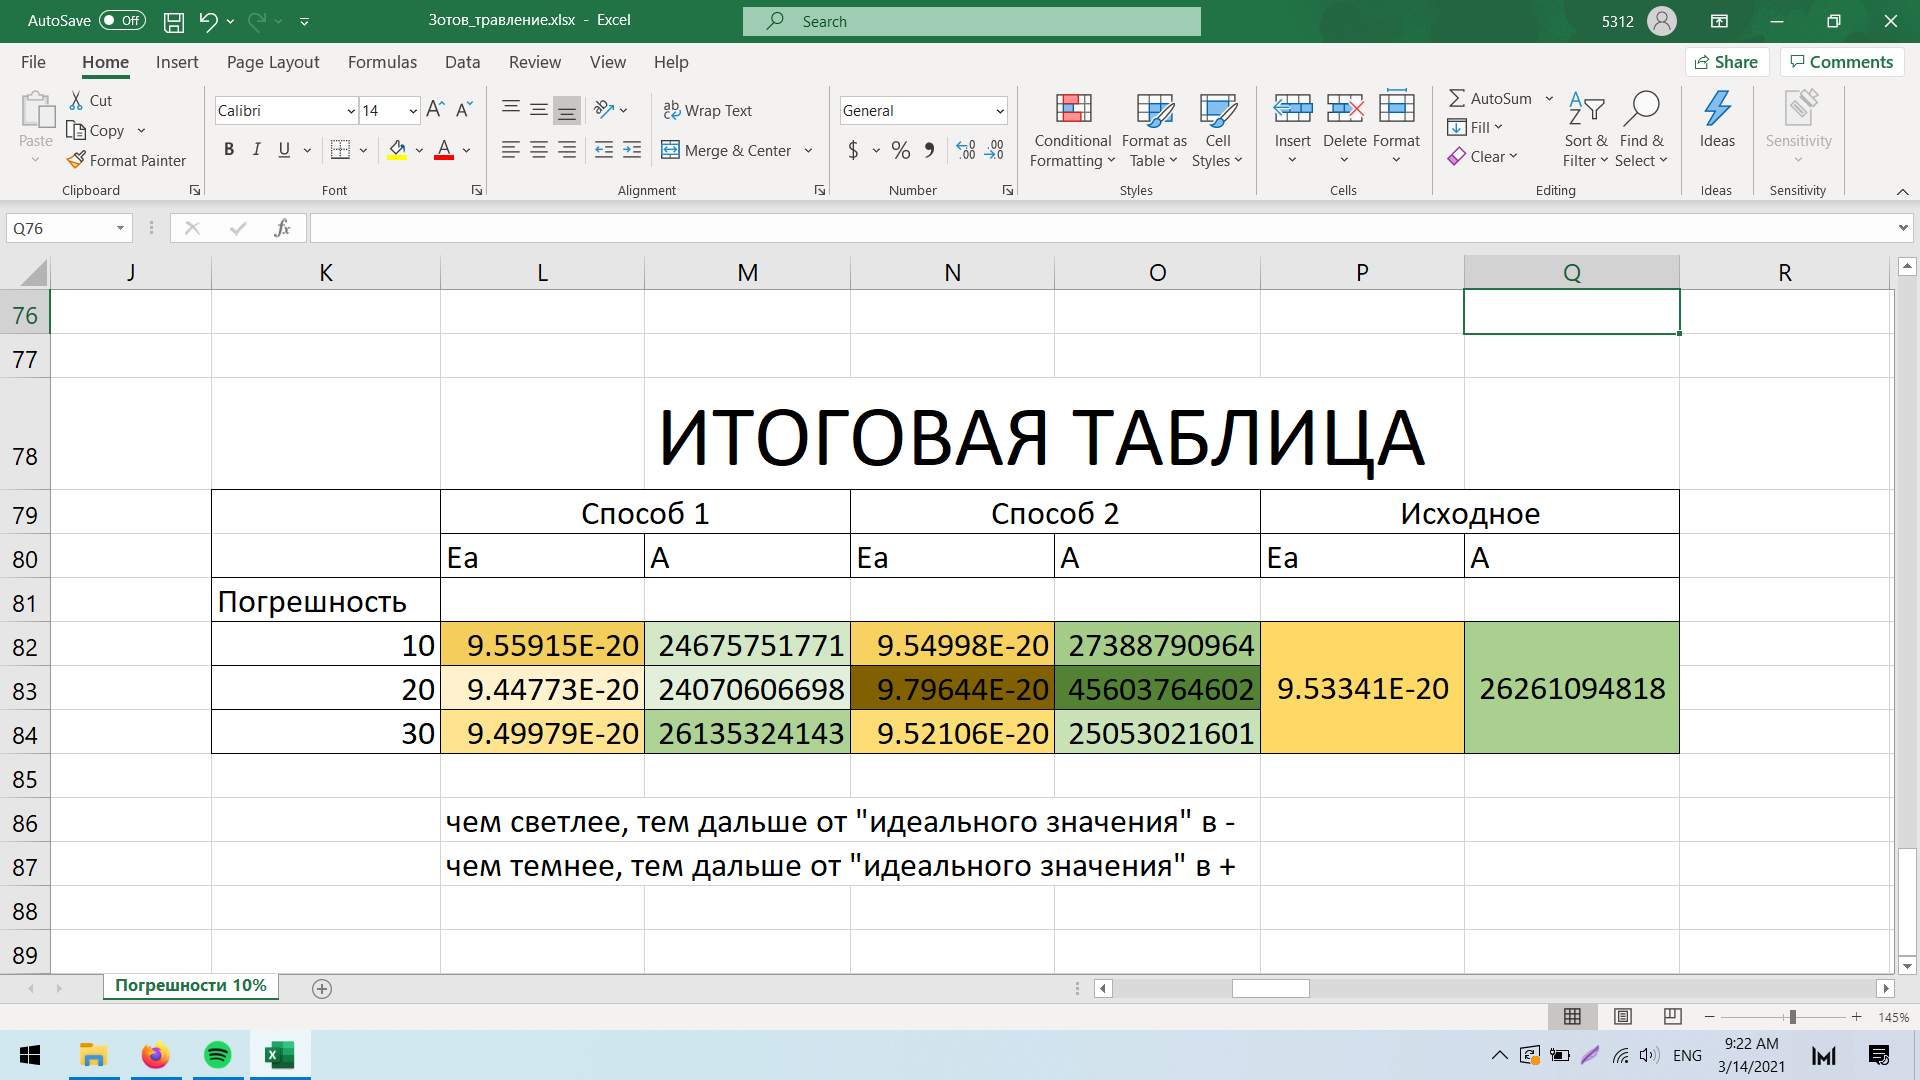 AutoSave Off Зотов_травление.xlsx - Excel Search 5312
File Home Insert Page Layout Formulas Data Review View Help Share Comments
Paste Cut Copy Format Painter Clipboard
Calibri 14 B I U A Font
Wrap Text Merge & Center Alignment
General $ % Number
Conditional Formatting Format as Table Cell Styles Styles
Insert Delete Format Cells
AutoSum Fill Clear Sort & Filter Find & Select Editing
Ideas Ideas
Sensitivity Sensitivity
Q76 fx
J K L M N O P Q R
76
77
78 ИТОГОВАЯ ТАБЛИЦА
79 Способ 1 Способ 2 Исходное
80 Ea A Ea A Ea A
81 Погрешность
82 10 9.55915E-20 24675751771 9.54998E-20 27388790964
83 20 9.44773E-20 24070606698 9.79644E-20 45603764602 9.53341E-20 26261094818
84 30 9.49979E-20 26135324143 9.52106E-20 25053021601
85
86 чем светлее, тем дальше от "идеального значения" в -
87 чем темнее, тем дальше от "идеального значения" в +
88
89
Погрешности 10%
145%
ENG 9:22 AM
3/14/2021